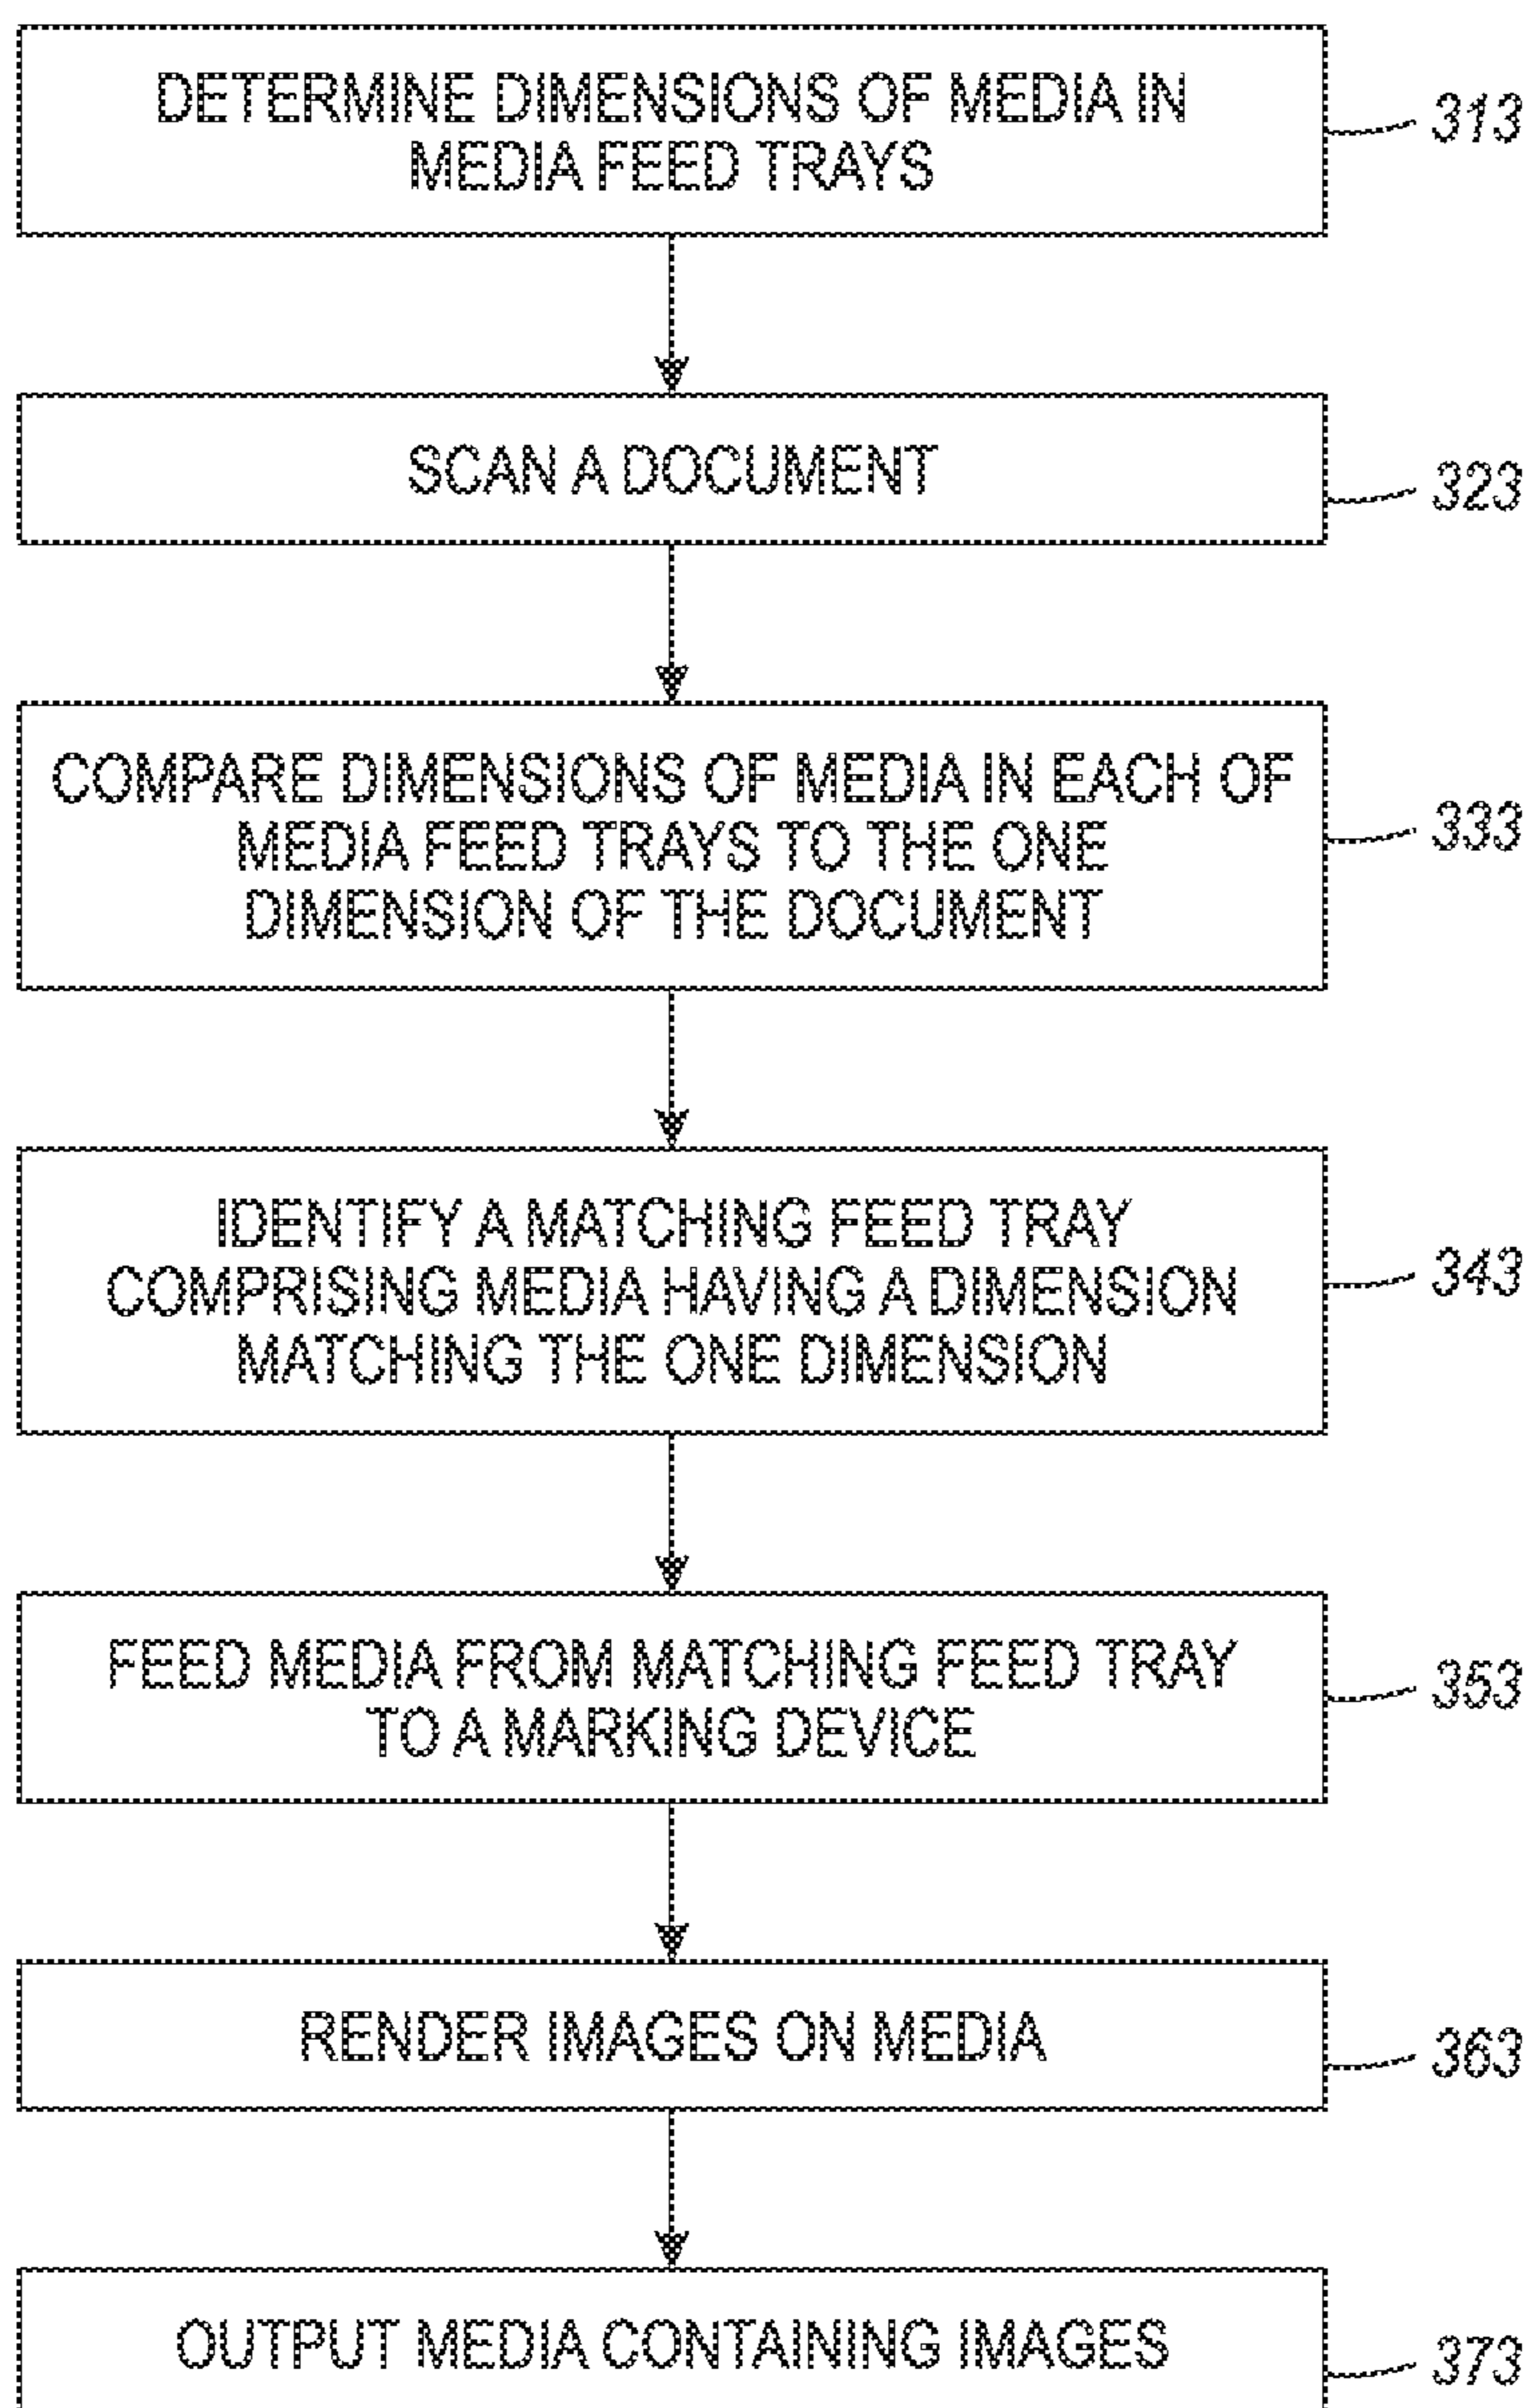 DETERMINE DIMENSIONS OF MEDIA IN
MEDIA FEED TRAYS
313
SCAN A DOCUMENT
323
COMPARE DIMENSIONS OF MEDIA IN EACH OF
MEDIA FEED TRAYS TO THE ONE
DIMENSION OF THE DOCUMENT
333
IDENTIFY A MATCHING FEED TRAY
COMPRISING MEDIA HAVING A DIMENSION
MATCHING THE ONE DIMENSION
343
FEED MEDIA FROM MATCHING FEED TRAY
TO A MARKING DEVICE
353
RENDER IMAGES ON MEDIA
363
OUTPUT MEDIA CONTAINING IMAGES
373